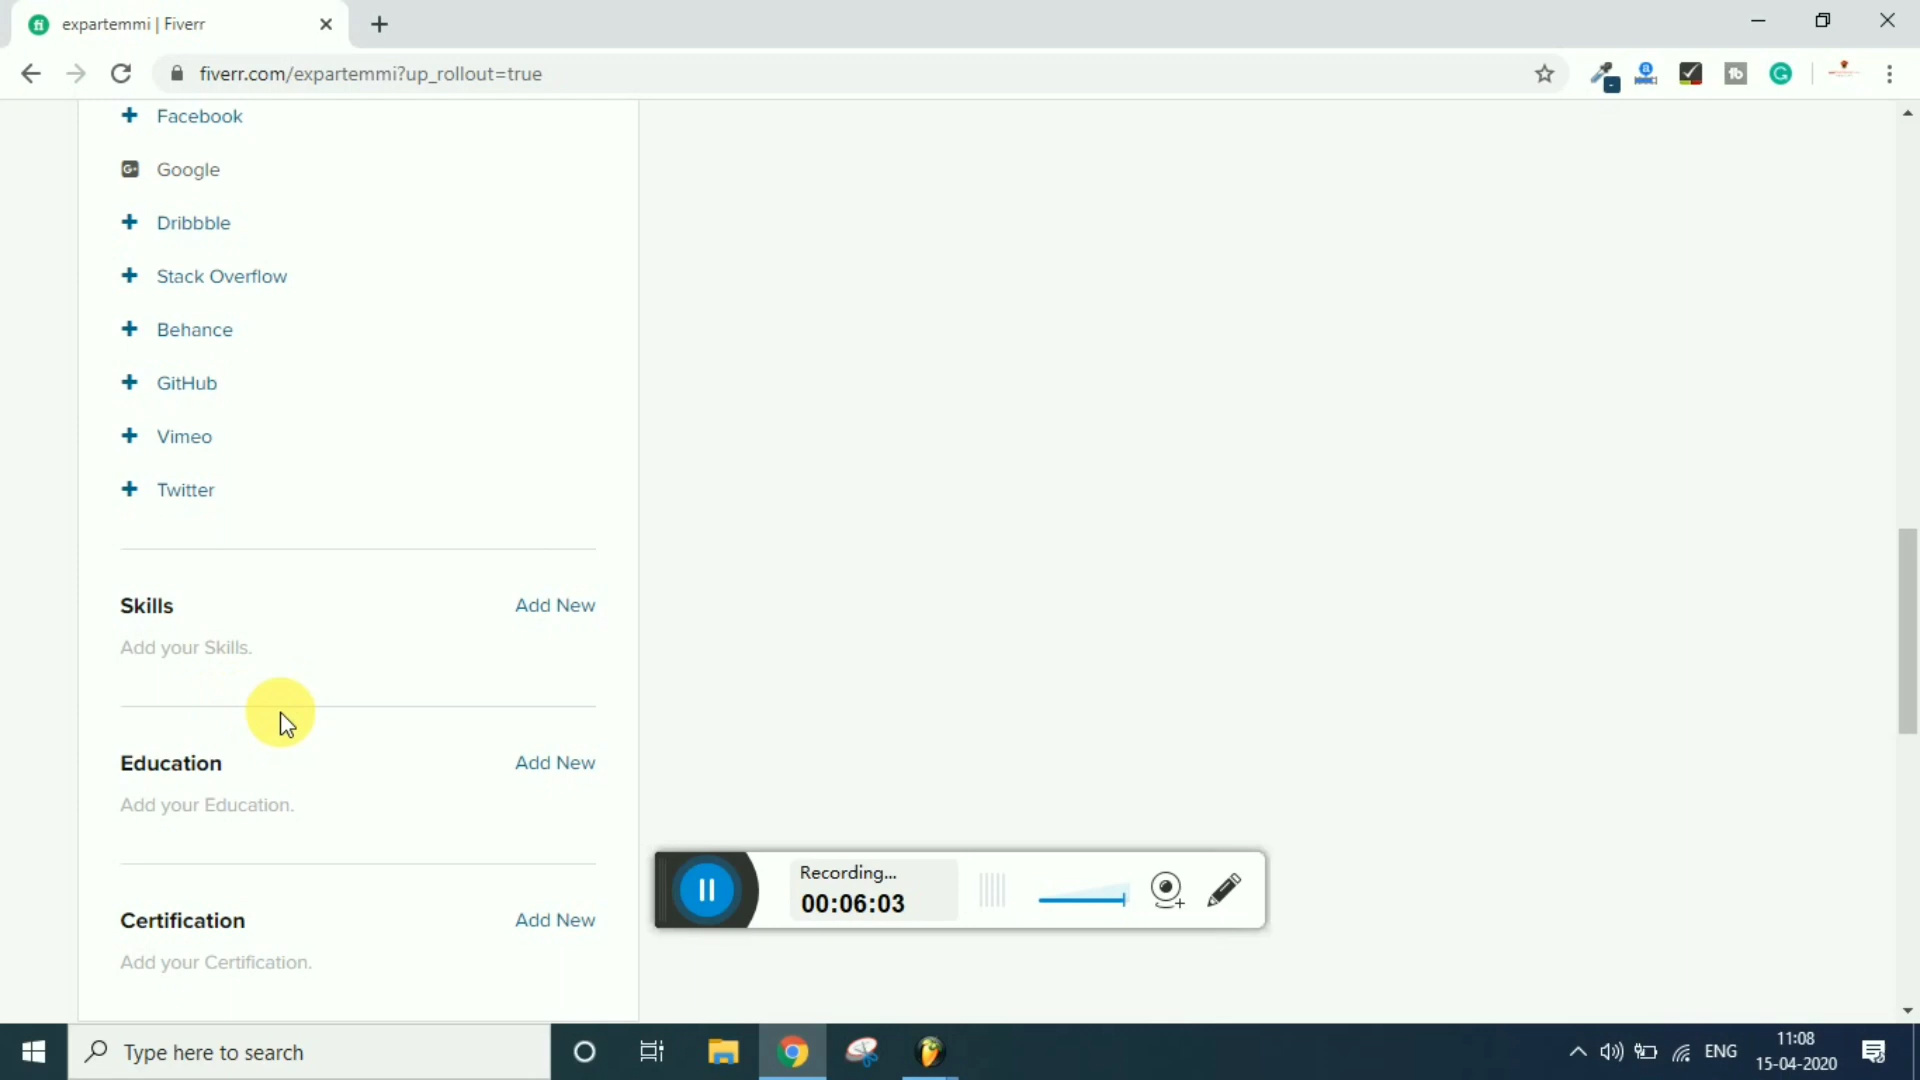 expartemmi | Fiverr
fiverr.com/expartemmi?up_rollout=true
Facebook
Google
Dribbble
Stack Overflow
Behance
GitHub
Vimeo
Twitter
Skills
Add New
Add your Skills.
Education
Add New
Add your Education.
Certification
Add New
Add your Certification.
Recording...
00:06:03
Type here to search
ENG
11:08
15-04-2020